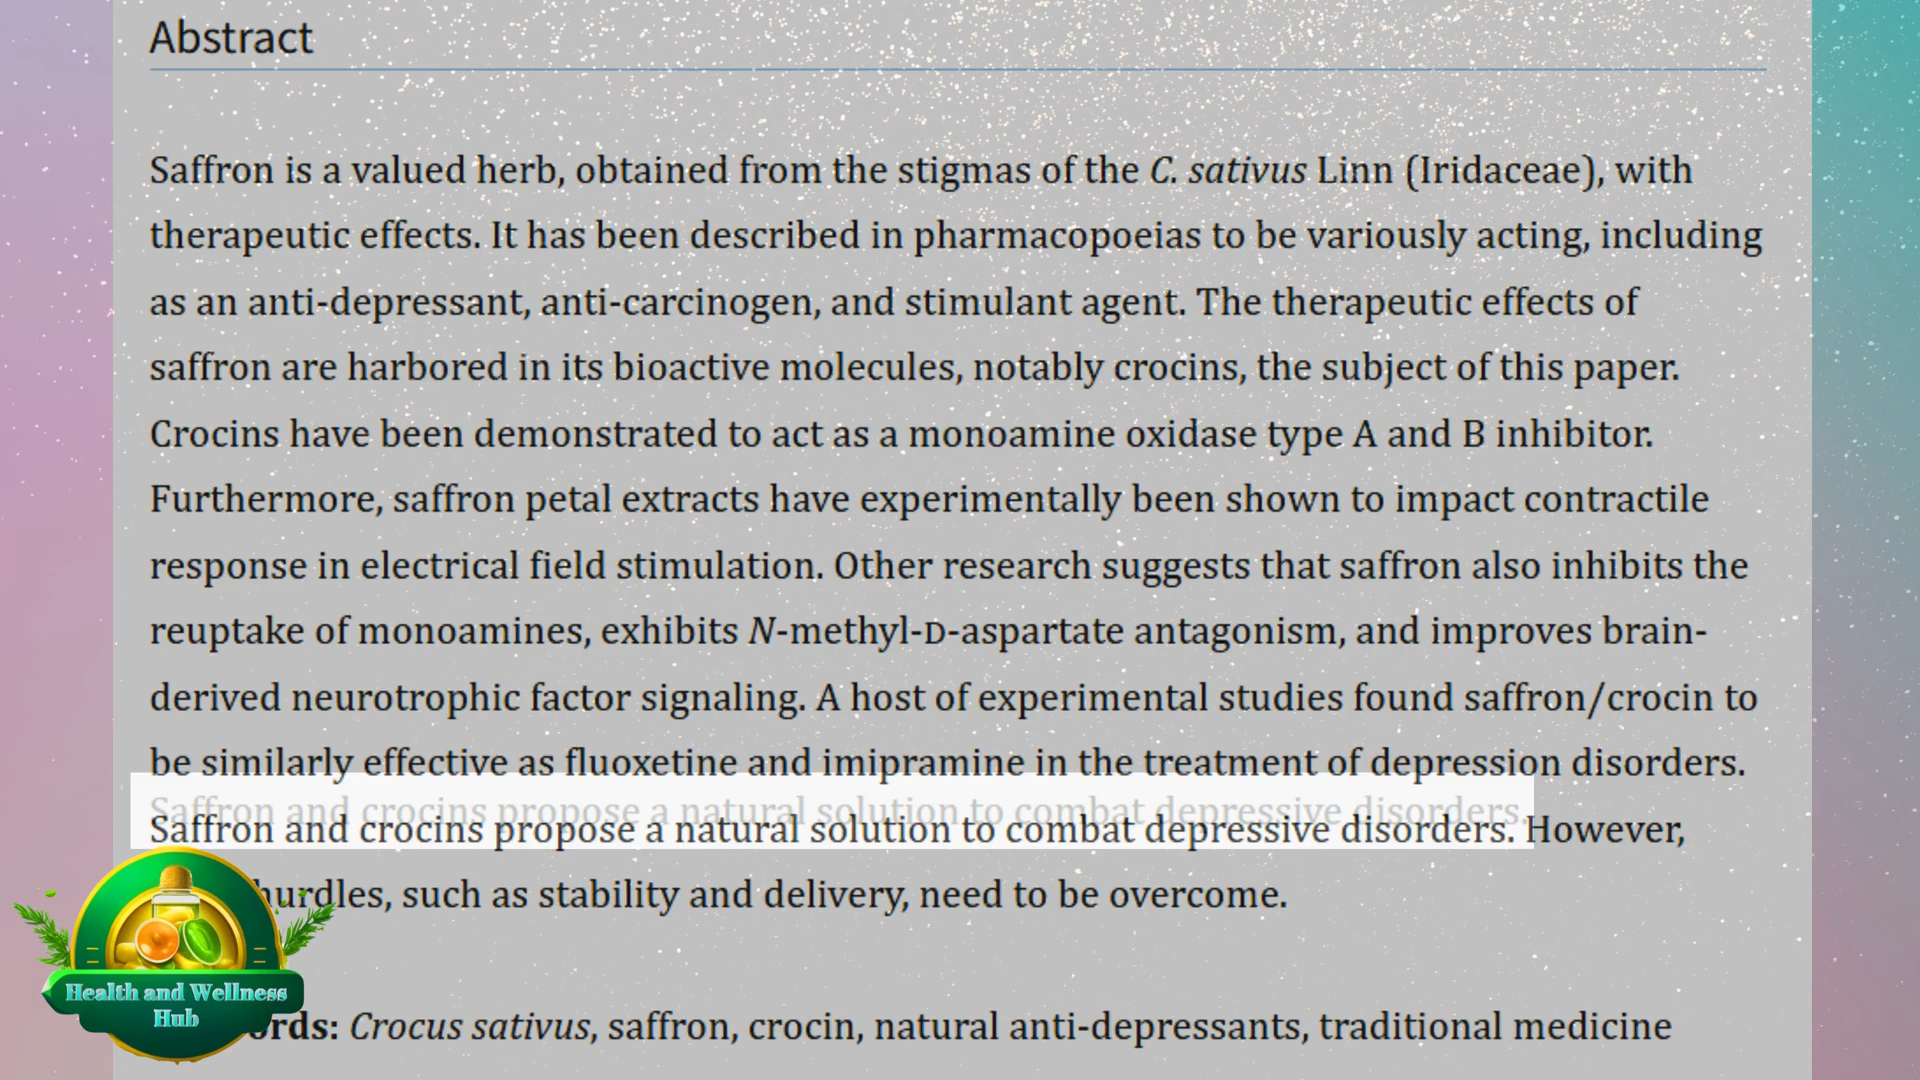 Abstract
Saffron is a valued herb, obtained from the stigmas of the C. sativus Linn (Iridaceae), with
therapeutic effects. It has been described in pharmacopoeias to be variously acting, including
as an anti-depressant, anti-carcinogen, and stimulant agent. The therapeutic effects of
saffron are harbored in its bioactive molecules, notably crocins, the subject of this paper.
Crocins have been demonstrated to act as a monoamine oxidase type A and B inhibitor.
Furthermore, saffron petal extracts have experimentally been shown to impact contractile
response in electrical field stimulation. Other research suggests that saffron also inhibits the
reuptake of monoamines, exhibits N-methyl-D-aspartate antagonism, and improves brain-
derived neurotrophic factor signaling. A host of experimental studies found saffron/crocin to
be similarly effective as fluoxetine and imipramine in the treatment of depression disorders.
Saffron and crocins propose a natural solution to combat depressive disorders.
Saffron and crocins propose a natural solution to combat depressive disorders. However,
hurdles, such as stability and delivery, need to be overcome.
Health and Wellness
Hub
Crocus sativus, saffron, crocin, natural anti-depressants, traditional medicine